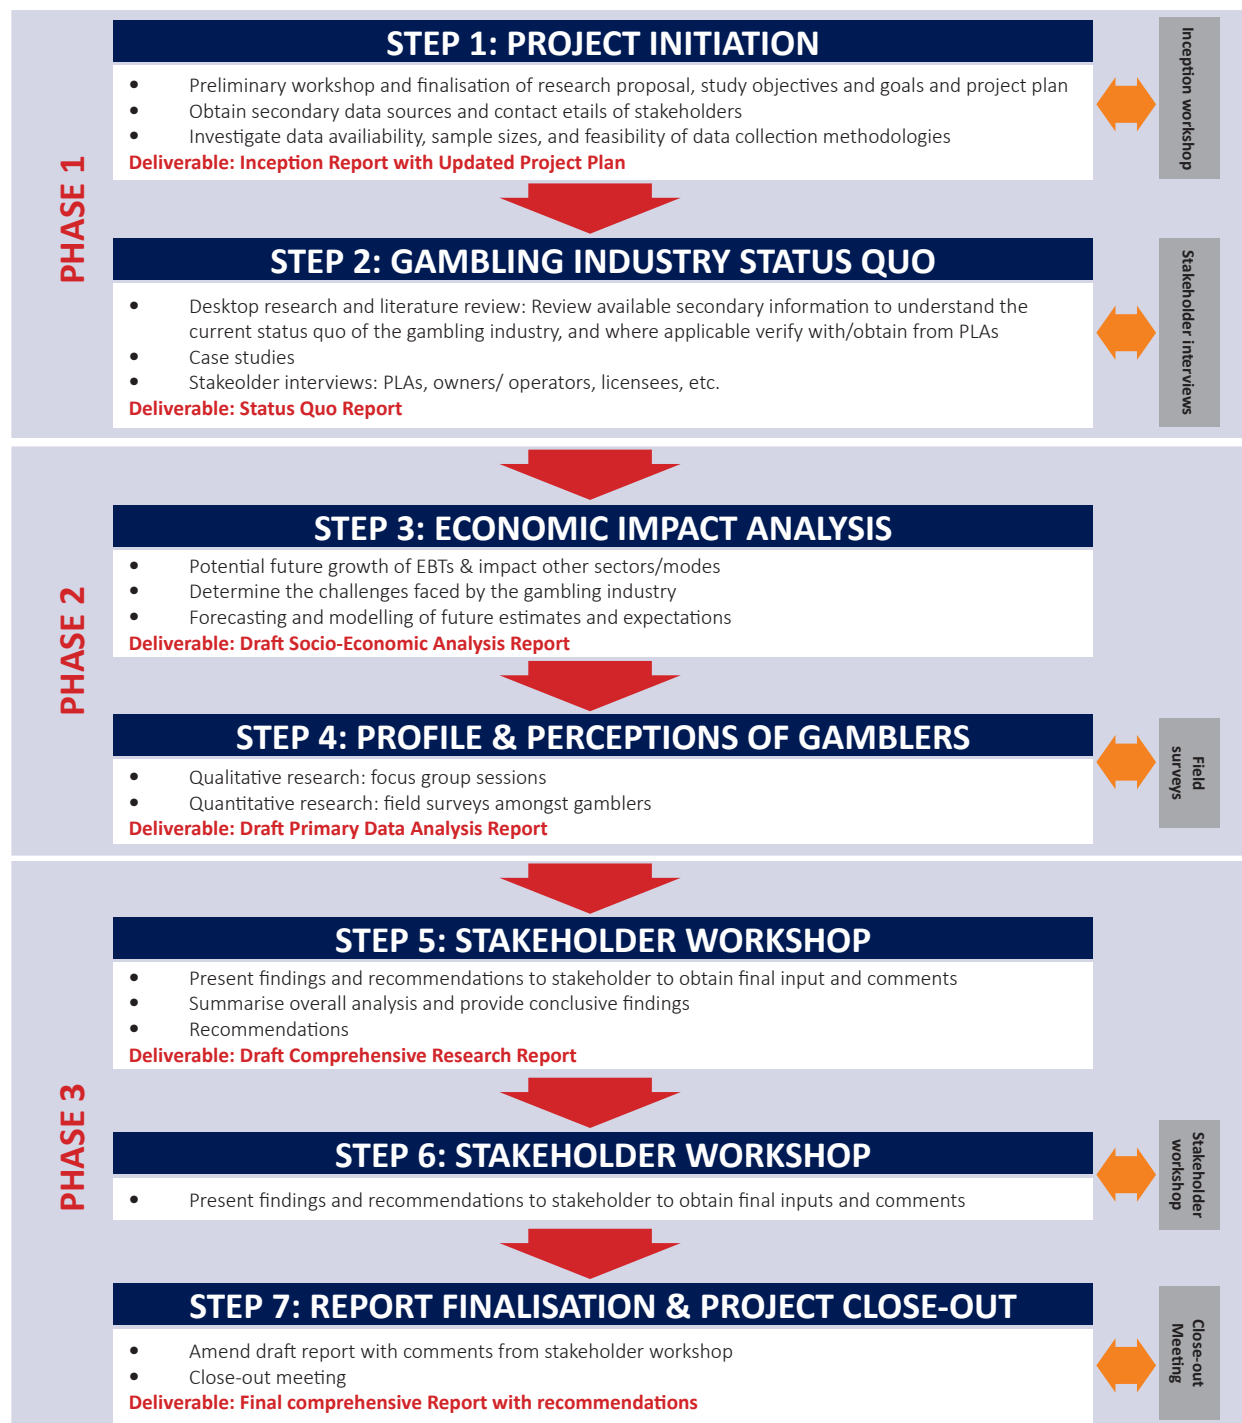 PHASE 1
STEP 1: PROJECT INITIATION
• Preliminary workshop and finalisation of research proposal, study objectives and goals and project plan
• Obtain secondary data sources and contact etails of stakeholders
• Investigate data availiability, sample sizes, and feasibility of data collection methodologies
Deliverable: Inception Report with Updated Project Plan
Inception workshop
STEP 2: GAMBLING INDUSTRY STATUS QUO
• Desktop research and literature review: Review available secondary information to understand the
current status quo of the gambling industry, and where applicable verify with/obtain from PLAs
• Case studies
• Stakeolder interviews: PLAs, owners/ operators, licensees, etc.
Deliverable: Status Quo Report
Stakeholder interviews
PHASE 2
STEP 3: ECONOMIC IMPACT ANALYSIS
• Potential future growth of EBTs & impact other sectors/modes
• Determine the challenges faced by the gambling industry
• Forecasting and modelling of future estimates and expectations
Deliverable: Draft Socio-Economic Analysis Report
STEP 4: PROFILE & PERCEPTIONS OF GAMBLERS
• Qualitative research: focus group sessions
• Quantitative research: field surveys amongst gamblers
Deliverable: Draft Primary Data Analysis Report
Field
surveys
PHASE 3
STEP 5: STAKEHOLDER WORKSHOP
• Present findings and recommendations to stakeholder to obtain final input and comments
• Summarise overall analysis and provide conclusive findings
• Recommendations
Deliverable: Draft Comprehensive Research Report
STEP 6: STAKEHOLDER WORKSHOP
• Present findings and recommendations to stakeholder to obtain final inputs and comments
Stakeholder
workshop
STEP 7: REPORT FINALISATION & PROJECT CLOSE-OUT
• Amend draft report with comments from stakeholder workshop
• Close-out meeting
Deliverable: Final comprehensive Report with recommendations
Close-out
Meeting